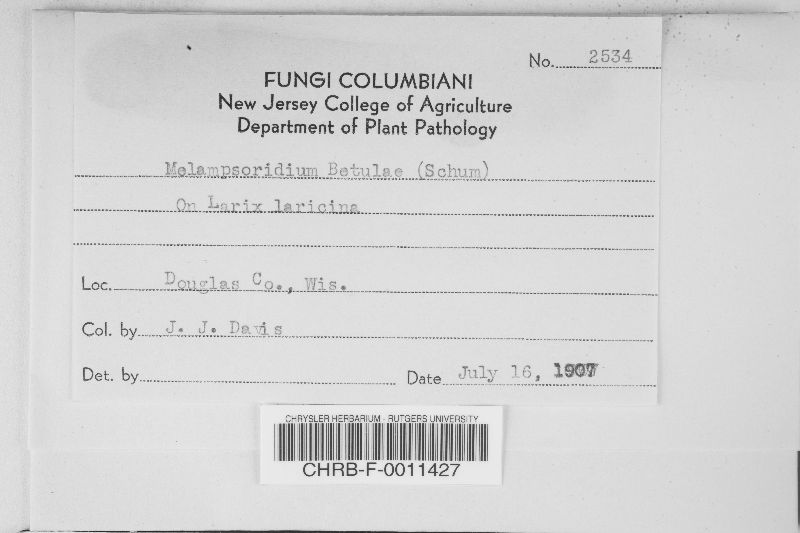 No. 2534
FUNGI COLUMBIANI
New Jersey College of Agriculture
Department of Plant Pathology
Melampsoridium Betulae (Schum)
On Larix laricina
Loc. Douglas Co., Wis.
Col. by J. J. Davis
Det. by
Date July 16, 1907
CHRYSLER HERBARIUM - RUTGERS UNIVERSITY
CHRB-F-0011427